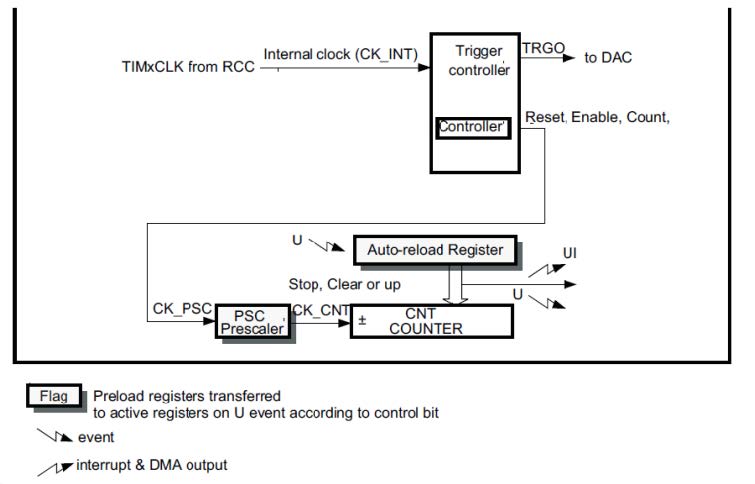 Internal clock (CK_INT)
TIMxCLK from RCC
Trigger
controller
TRGO
to DAC
Controller
Reset, Enable, Count,
U
Auto-reload Register
UI
Stop, Clear or up
U
CK_PSC
PSC
Prescaler
CK_CNT
±
CNT
COUNTER
Flag
Preload registers transferred
to active registers on U event according to control bit
event
interrupt & DMA output